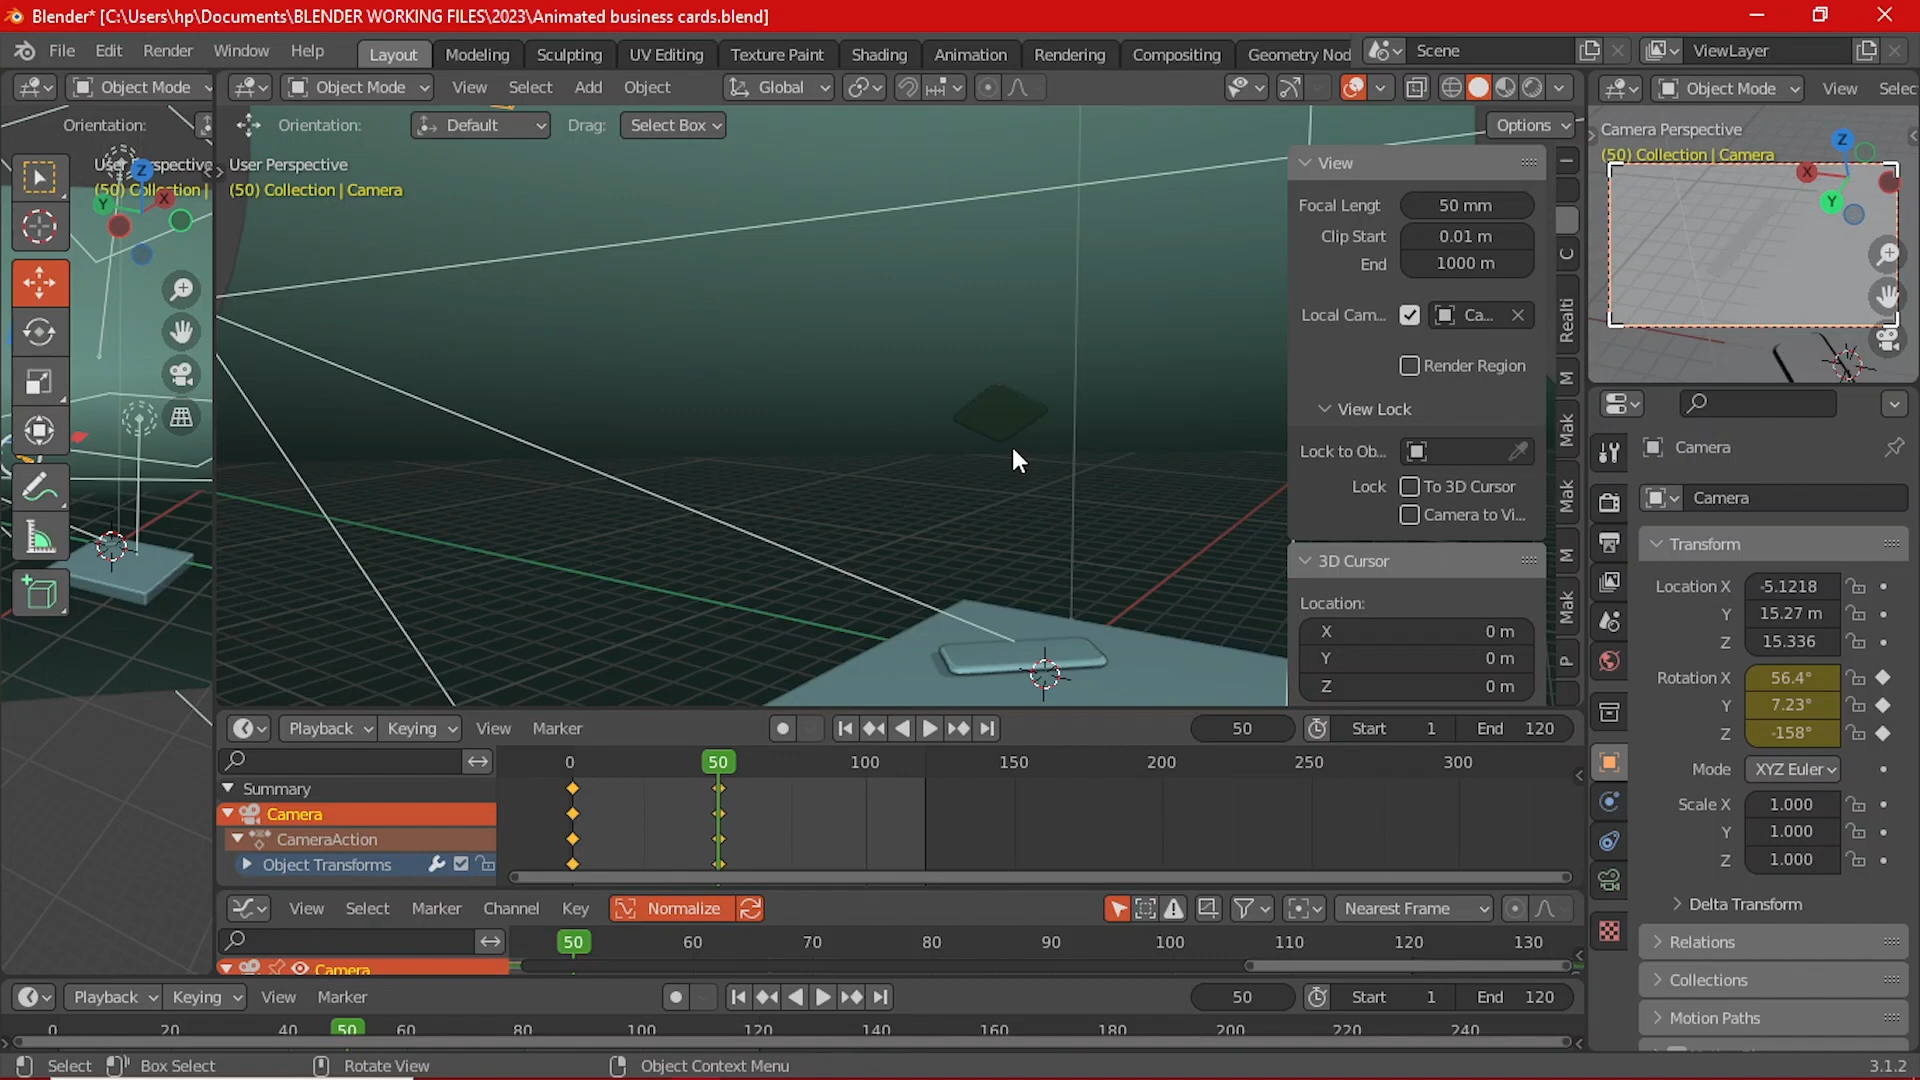 Blender* [C:\Users\hp\Documents\BLENDER WORKING FILES\2023\Animated business cards.blend]
File Edit Render Window Help Layout Modeling Sculpting UV Editing Texture Paint Shading Animation Rendering Compositing Geometry Nod Scene ViewLayer
Object Mode Object Mode View Select Add Object Global Object Mode View Selec
Orientation: Orientation: Default Drag: Select Box Options
User Perspective
(50) Collection |
User Perspective
(50) Collection | Camera
Camera Perspective
(50) Collection | Camera
View
Focal Lengt 50 mm
Clip Start 0.01 m
End 1000 m
Local Cam... Ca...
Render Region
View Lock
Lock to Ob...
Lock To 3D Cursor
Camera to Vi...
3D Cursor
Location:
X 0 m
Y 0 m
Z 0 m
C
Realti
M
Mak
Mak
M
Mak
P
Z
X
Y
Z
X
Y
Camera
Camera
Transform
Location X -5.1218
Y 15.27 m
Z 15.336
Rotation X 56.4°
Y 7.23°
Z -158°
Mode XYZ Euler
Scale X 1.000
Y 1.000
Z 1.000
Delta Transform
Relations
Collections
Motion Paths
Playback Keying View Marker 50 Start 1 End 120
0 50 100 150 200 250 300
Summary
Camera
CameraAction
Object Transforms
View Select Marker Channel Key Normalize Nearest Frame
50 60 70 80 90 100 110 120 130
Camera
Playback Keying View Marker 50 Start 1 End 120
0 20 40 50 60 80 100 120 140 160 180 200 220 240
Select Box Select Rotate View Object Context Menu 3.1.2